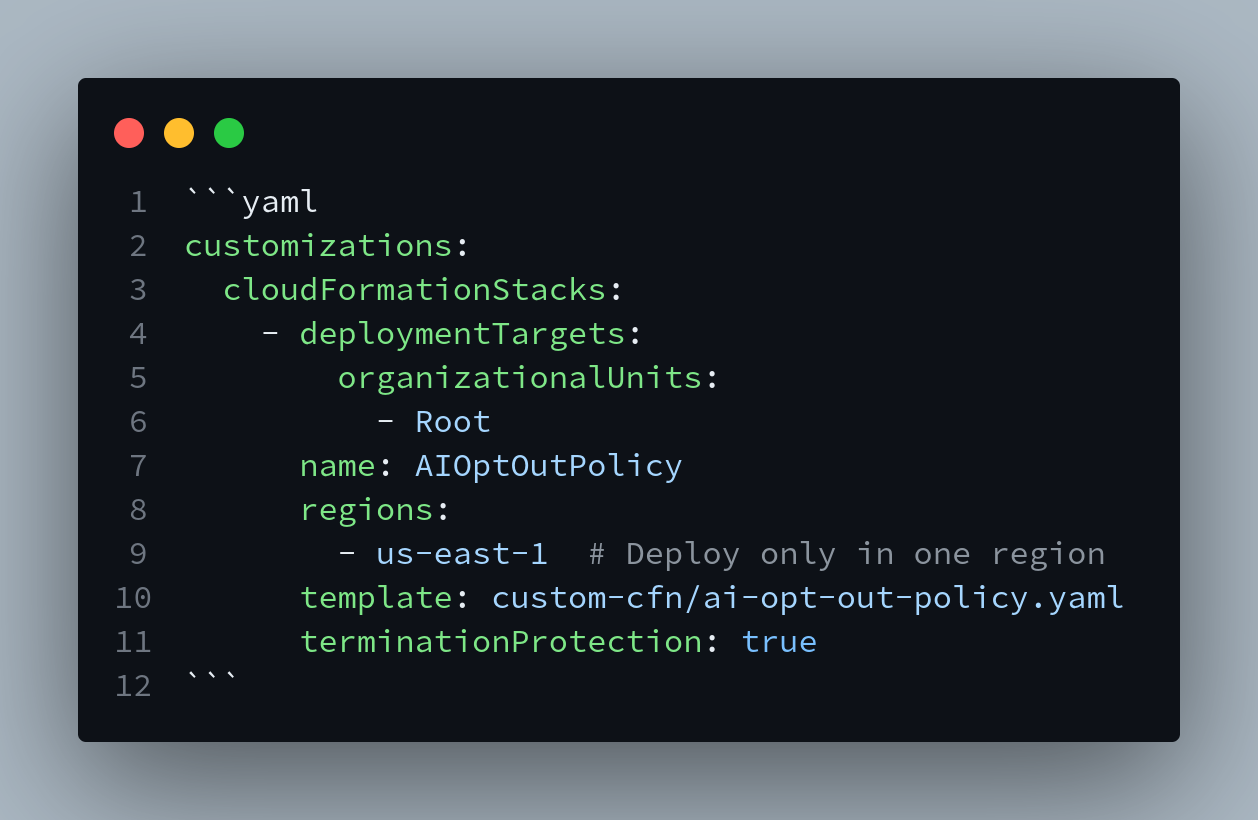 1 ```yaml
2 customizations:
3   cloudFormationStacks:
4     - deploymentTargets:
5         organizationalUnits:
6           - Root
7       name: AIOptOutPolicy
8       regions:
9         - us-east-1  # Deploy only in one region
10       template: custom-cfn/ai-opt-out-policy.yaml
11       terminationProtection: true
12 ```